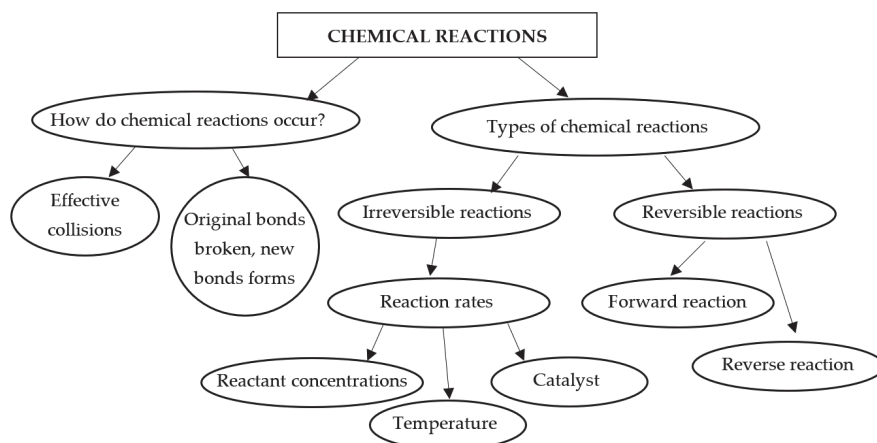 CHEMICAL REACTIONS
How do chemical reactions occur?
Types of chemical reactions
Effective
collisions
Original bonds
broken, new
bonds forms
Irreversible reactions
Reversible reactions
Reaction rates
Forward reaction
Reactant concentrations
Temperature
Catalyst
Reverse reaction